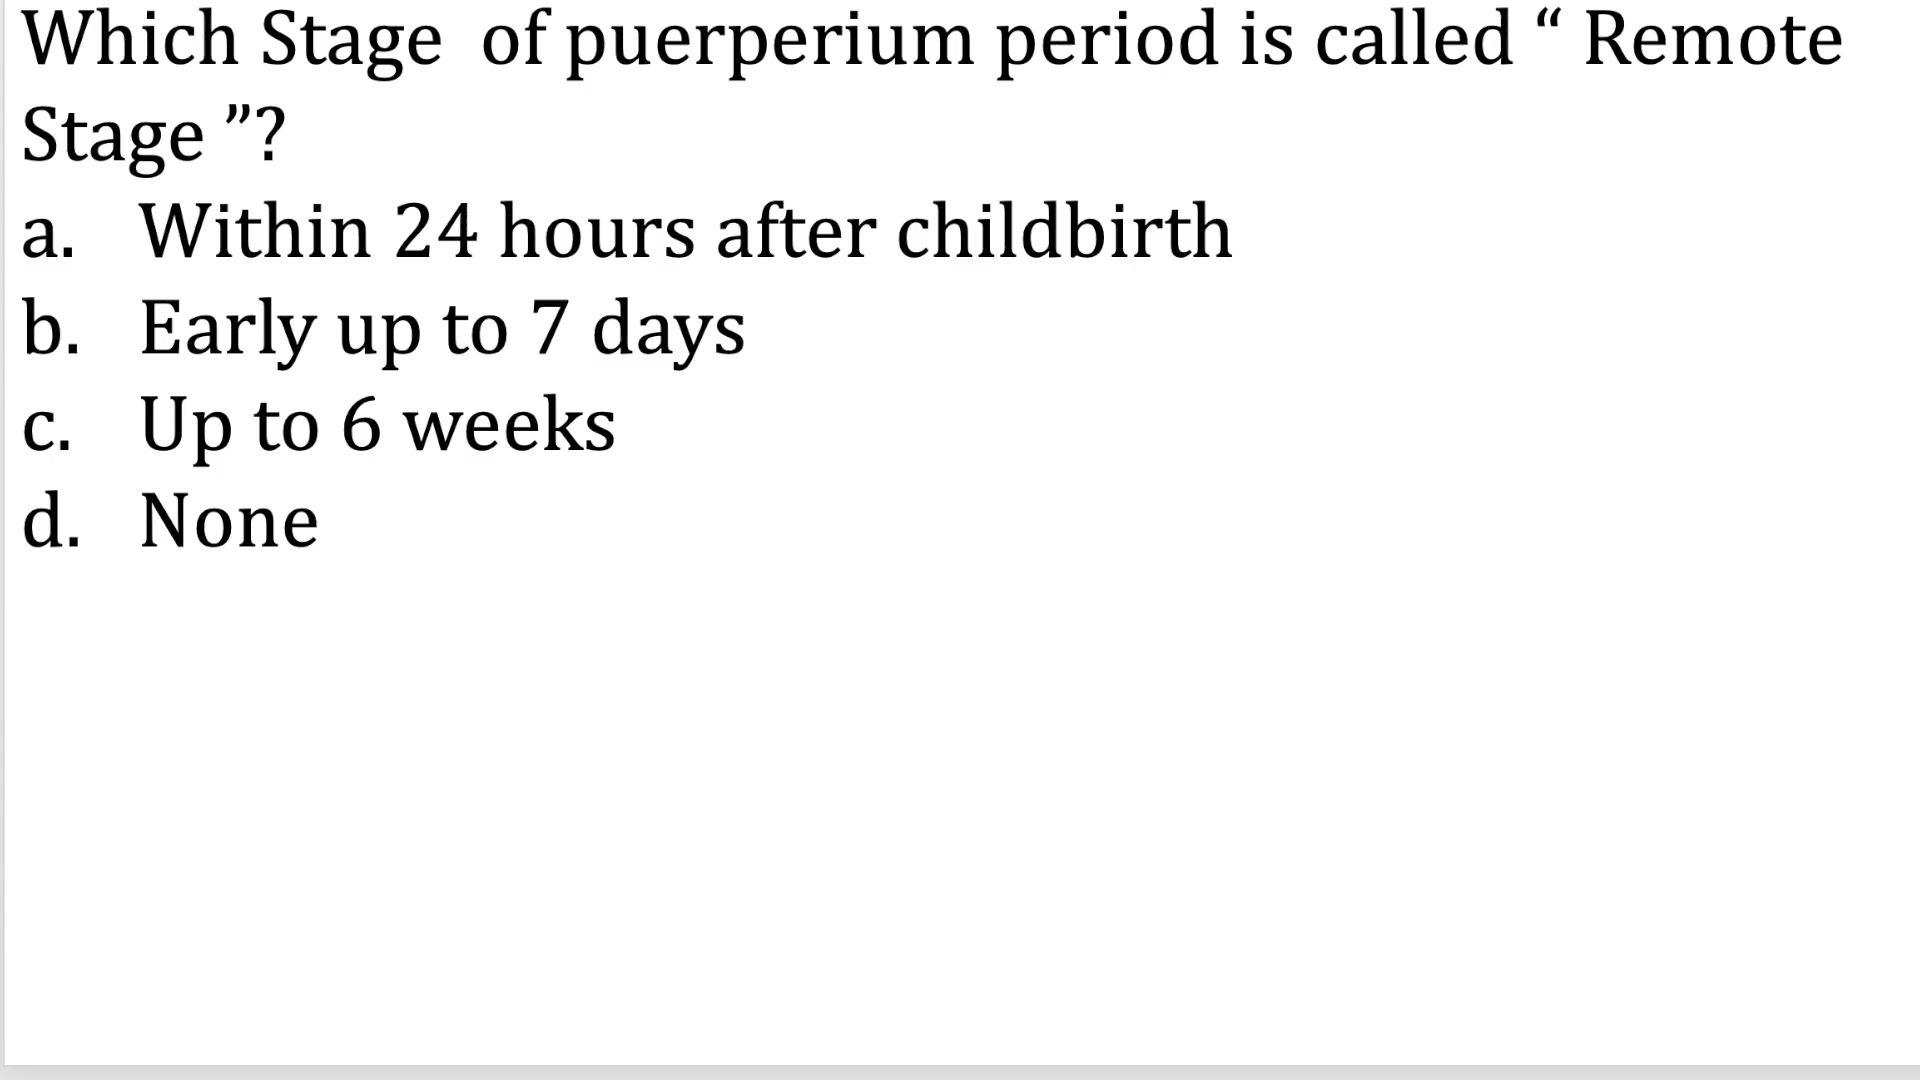 Which Stage  of puerperium period is called “ Remote
Stage ”?
a. Within 24 hours after childbirth
b. Early up to 7 days
c. Up to 6 weeks
d. None